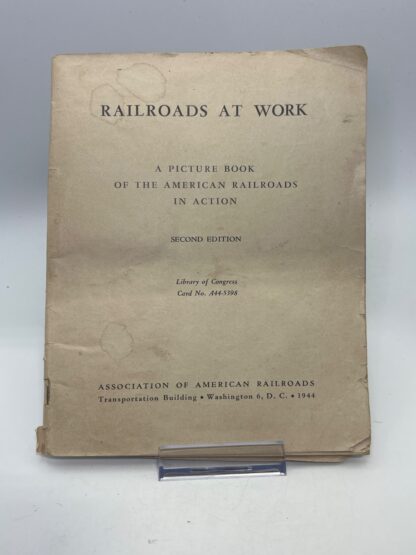 RAILROADS AT WORK
A PICTURE BOOK
OF THE AMERICAN RAILROADS
IN ACTION
SECOND EDITION
Library of Congress
Card No. A44-5398
ASSOCIATION OF AMERICAN RAILROADS
Transportation Building • Washington 6, D. C. • 1944